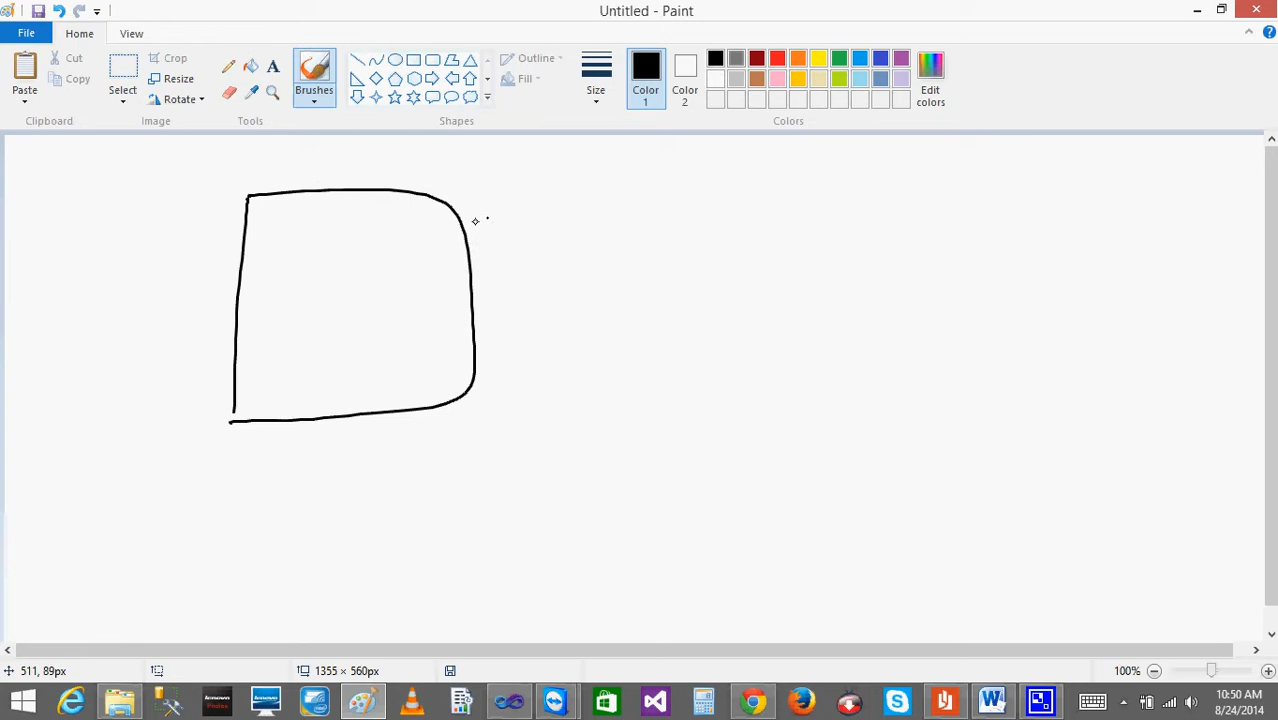 Untitled - Paint
File
Home
View
Paste
Cut
Copy
Clipboard
Select
Crop
Resize
Rotate
Image
A
Tools
Brushes
Shapes
Outline
Fill
Size
Color 1
Color 2
Edit colors
Colors
511, 89px
1355 × 560px
100%
10:50 AM
8/24/2014